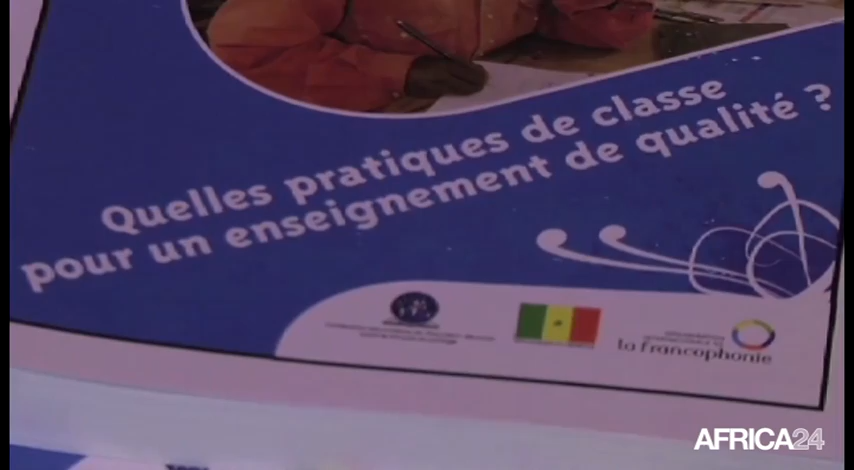 Quelles pratiques de classe
pour un enseignement de qualité ?
la francophonie
AFRICA24